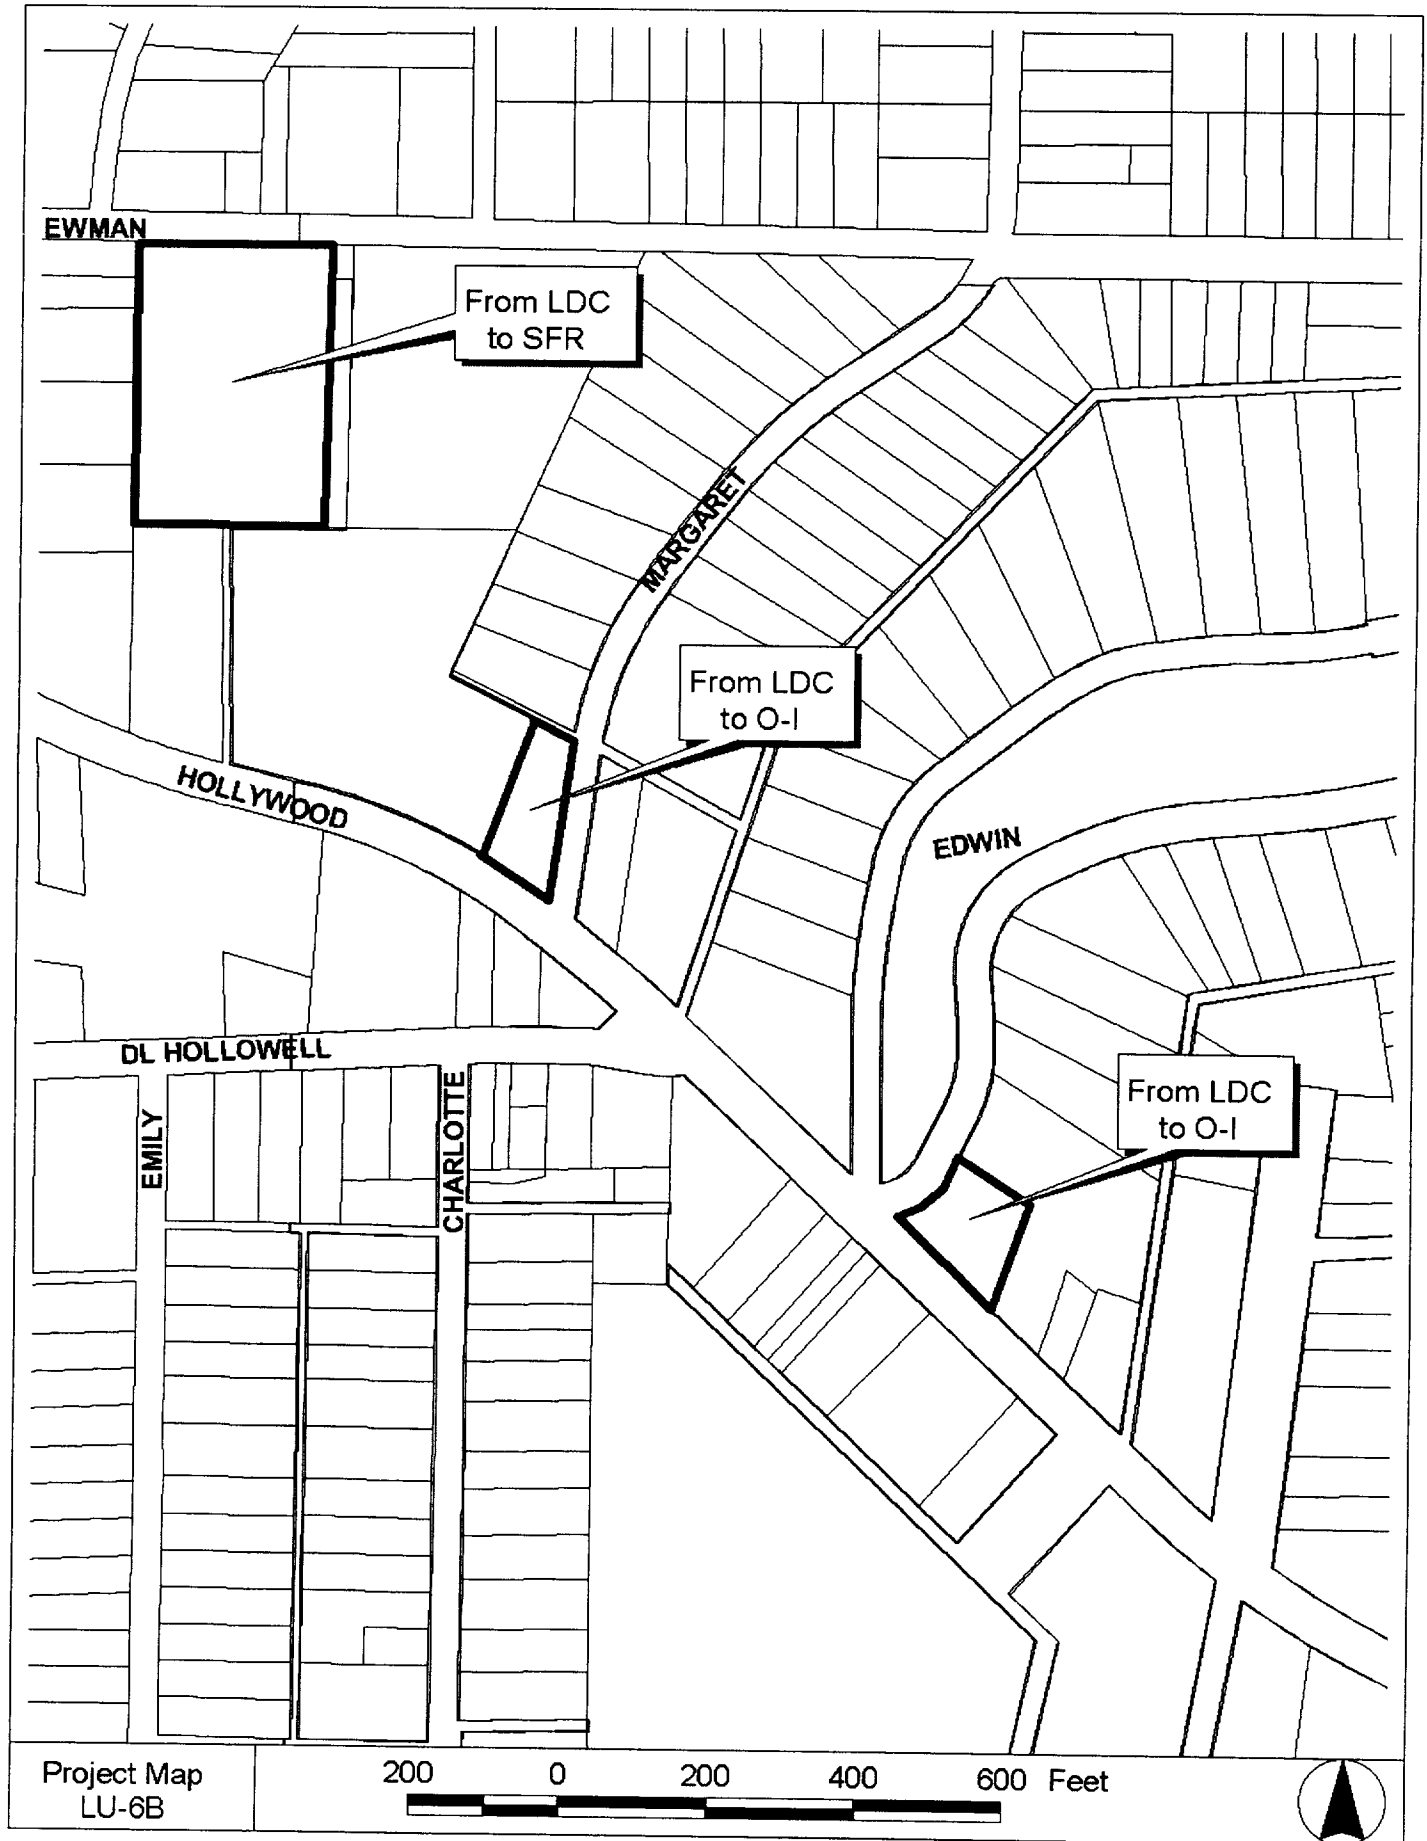 EWMAN
From LDC
to SFR
MARGARET
From LDC
to O-I
HOLLYWOOD
EDWIN
DL HOLLOWELL
From LDC
to O-I
EMILY
CHARLOTTE
Project Map
LU-6B
200 0 200 400 600 Feet